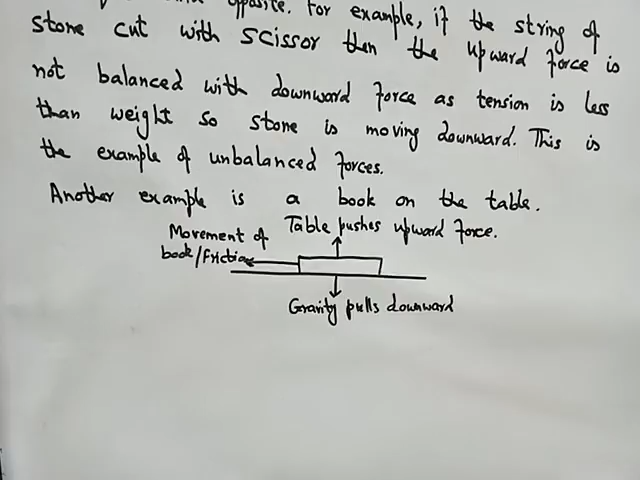 opposite. For example, if the string of
stone cut with scissor then the upward force is
not balanced with downward force as tension is less
than weight so stone is moving downward. This is
the example of unbalanced forces.
Another example is a book on the table.
Table pushes upward force.
Movement of
book/friction
Gravity pulls downward